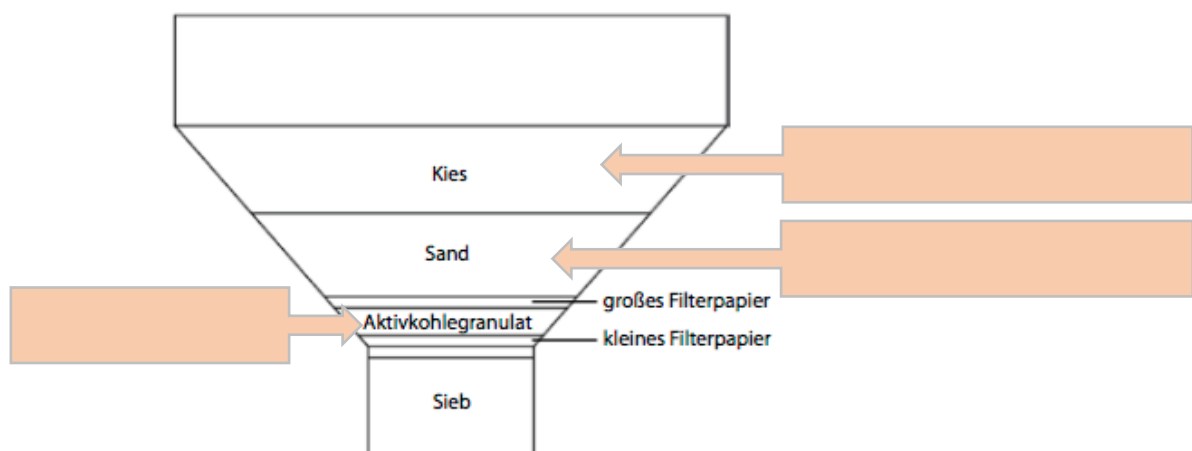 Kies
Sand
großes Filterpapier
Aktivkohlegranulat
kleines Filterpapier
Sieb